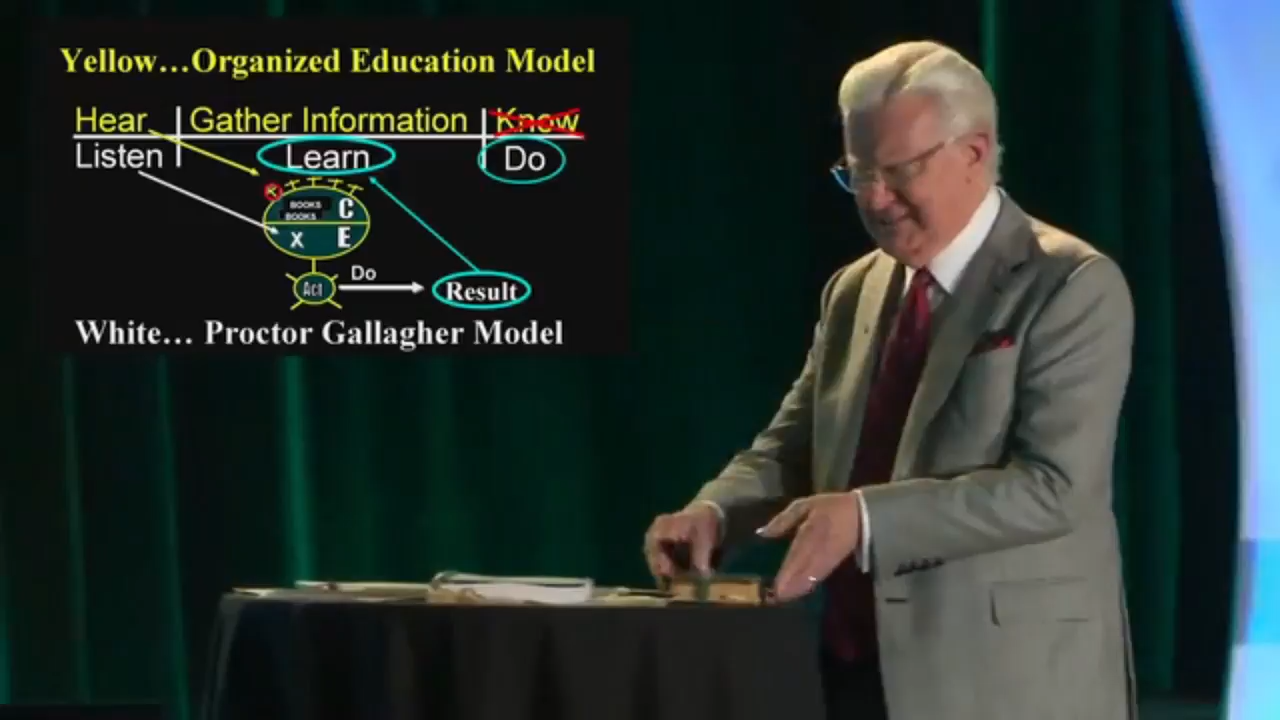 Yellow...Organized Education Model
Hear Gather Information Know
Listen Learn Do
BOOKS C
BOOKS
X E
Act Do Result
White... Proctor Gallagher Model